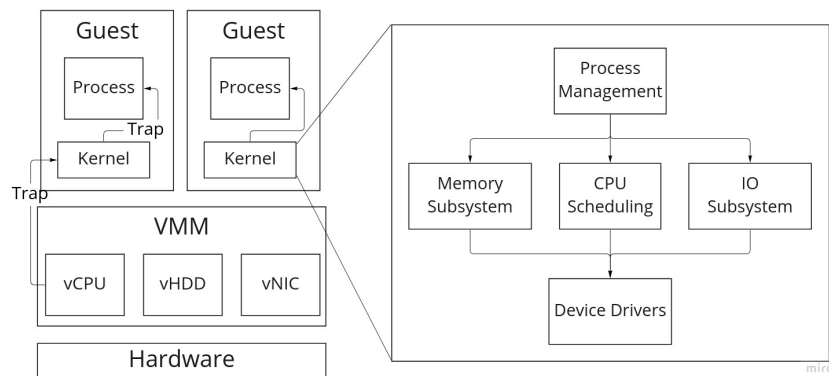 Guest
Process
Trap
Kernel
Trap
Guest
Process
Kernel
VMM
vCPU
vHDD
vNIC
Hardware
Process
Management
Memory
Subsystem
CPU
Scheduling
IO
Subsystem
Device Drivers